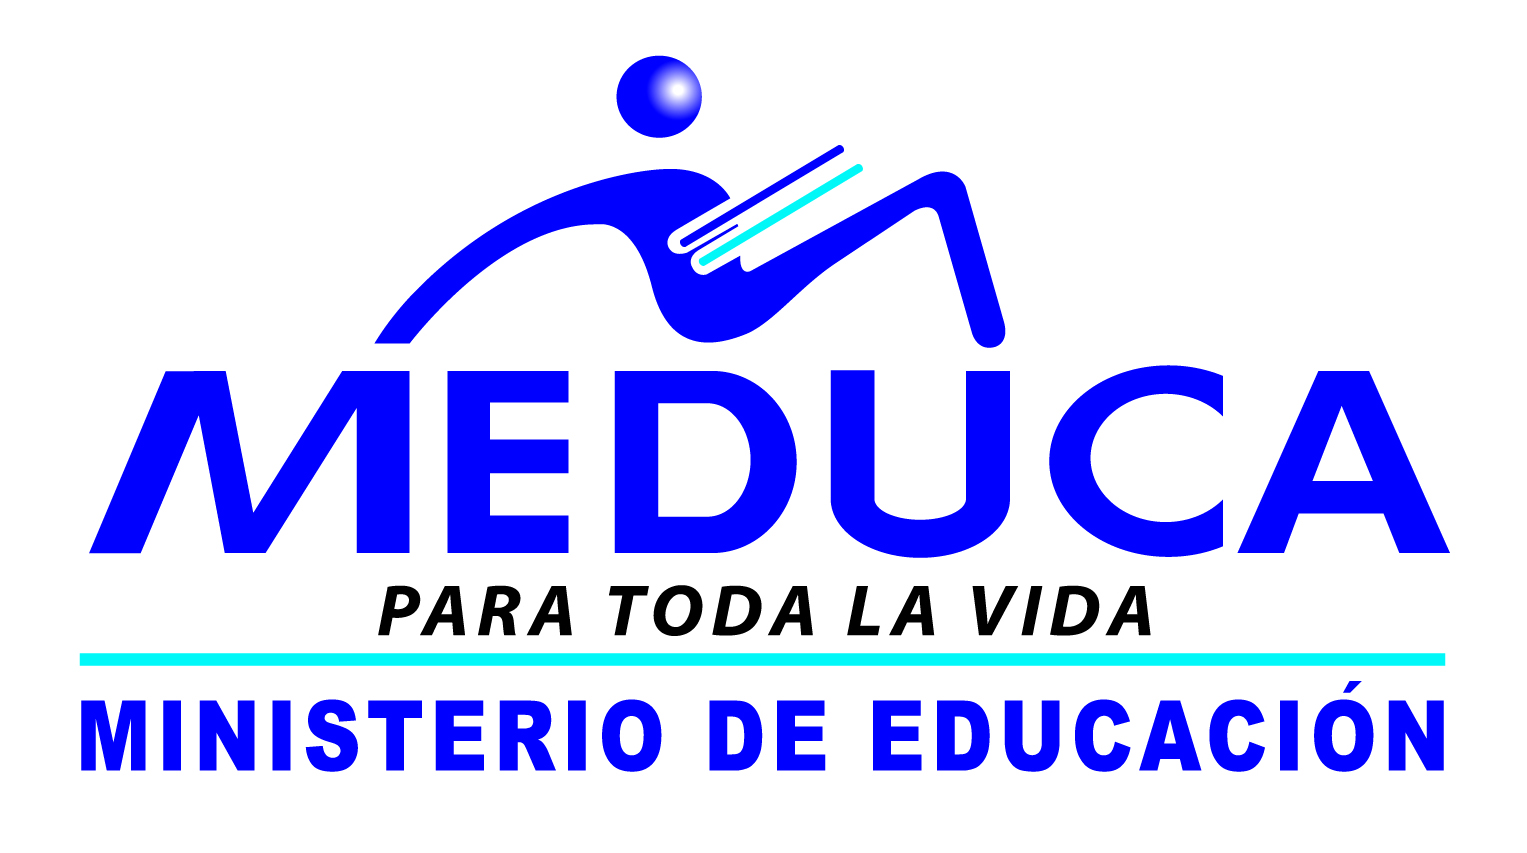 MEDUCA
PARA TODA LA VIDA
MINISTERIO DE EDUCACIÓN